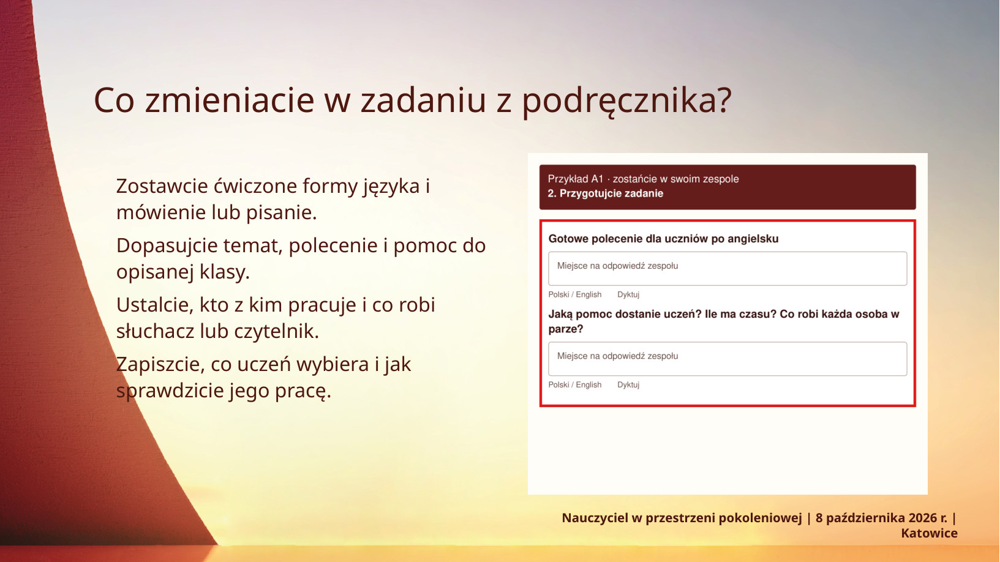 Co zmieniacie w zadaniu z podręcznika?
Zostawcie ćwiczone formy języka i
mówienie lub pisanie.
Dopasujcie temat, polecenie i pomoc do
opisanej klasy.
Ustalcie, kto z kim pracuje i co robi
słuchacz lub czytelnik.
Zapiszcie, co uczeń wybiera i jak
sprawdzicie jego pracę.
Przykład A1 · zostańcie w swoim zespole
2. Przygotujcie zadanie
Gotowe polecenie dla uczniów po angielsku
Miejsce na odpowiedź zespołu
Polski / English Dyktuj
Jaką pomoc dostanie uczeń? Ile ma czasu? Co robi każda osoba w
parze?
Miejsce na odpowiedź zespołu
Polski / English Dyktuj
Nauczyciel w przestrzeni pokoleniowej | 8 października 2026 r. |
Katowice